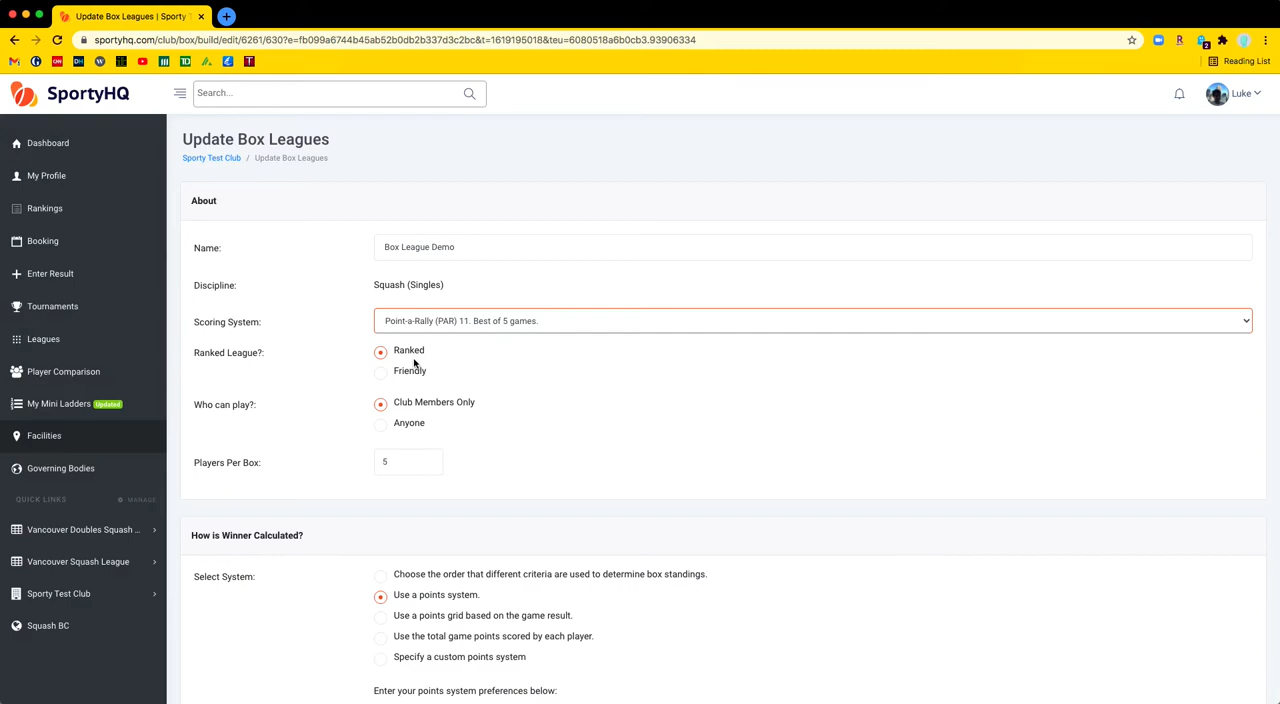 Update Box Leagues | Sporty
sportyhq.com/club/box/build/edit/6261/630?e=fb099a6744b45ab52b0db2b337d3c2bc&t=1619195018&teu=6080518a6b0cb3.93906334
Reading List
SportyHQ
Search...
Luke
Dashboard
My Profile
Rankings
Booking
Enter Result
Tournaments
Leagues
Player Comparison
My Mini Ladders Updated
Facilities
Governing Bodies
QUICK LINKS MANAGE
Vancouver Doubles Squash ...
Vancouver Squash League
Sporty Test Club
Squash BC
Update Box Leagues
Sporty Test Club / Update Box Leagues
About
Name: Box League Demo
Discipline: Squash (Singles)
Scoring System: Point-a-Rally (PAR) 11. Best of 5 games.
Ranked League?: Ranked
Friendly
Who can play?: Club Members Only
Anyone
Players Per Box: 5
How is Winner Calculated?
Select System: Choose the order that different criteria are used to determine box standings.
Use a points system.
Use a points grid based on the game result.
Use the total game points scored by each player.
Specify a custom points system
Enter your points system preferences below: